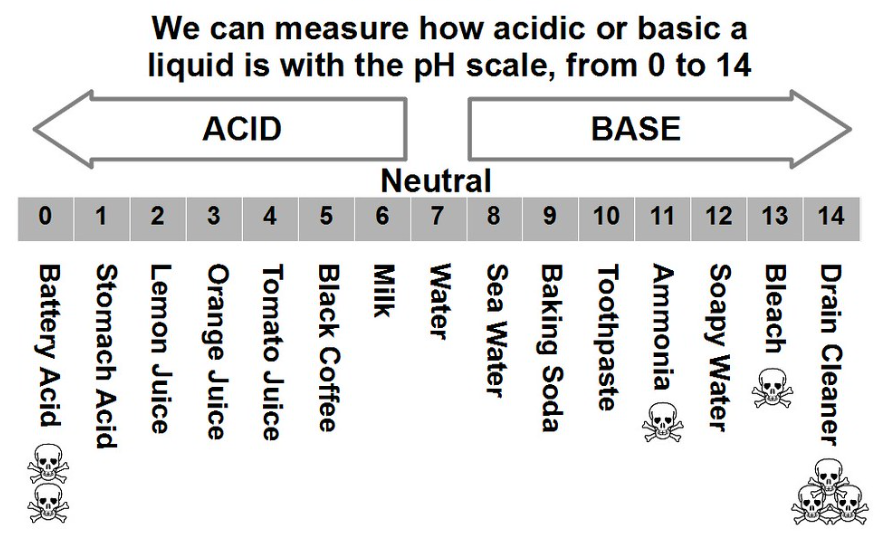 We can measure how acidic or basic a
liquid is with the pH scale, from 0 to 14
ACID
BASE
Neutral
0 1 2 3 4 5 6 7 8 9 10 11 12 13 14
Battery Acid
Stomach Acid
Lemon Juice
Orange Juice
Tomato Juice
Black Coffee
Milk
Water
Sea Water
Baking Soda
Toothpaste
Ammonia
Soapy Water
Bleach
Drain Cleaner